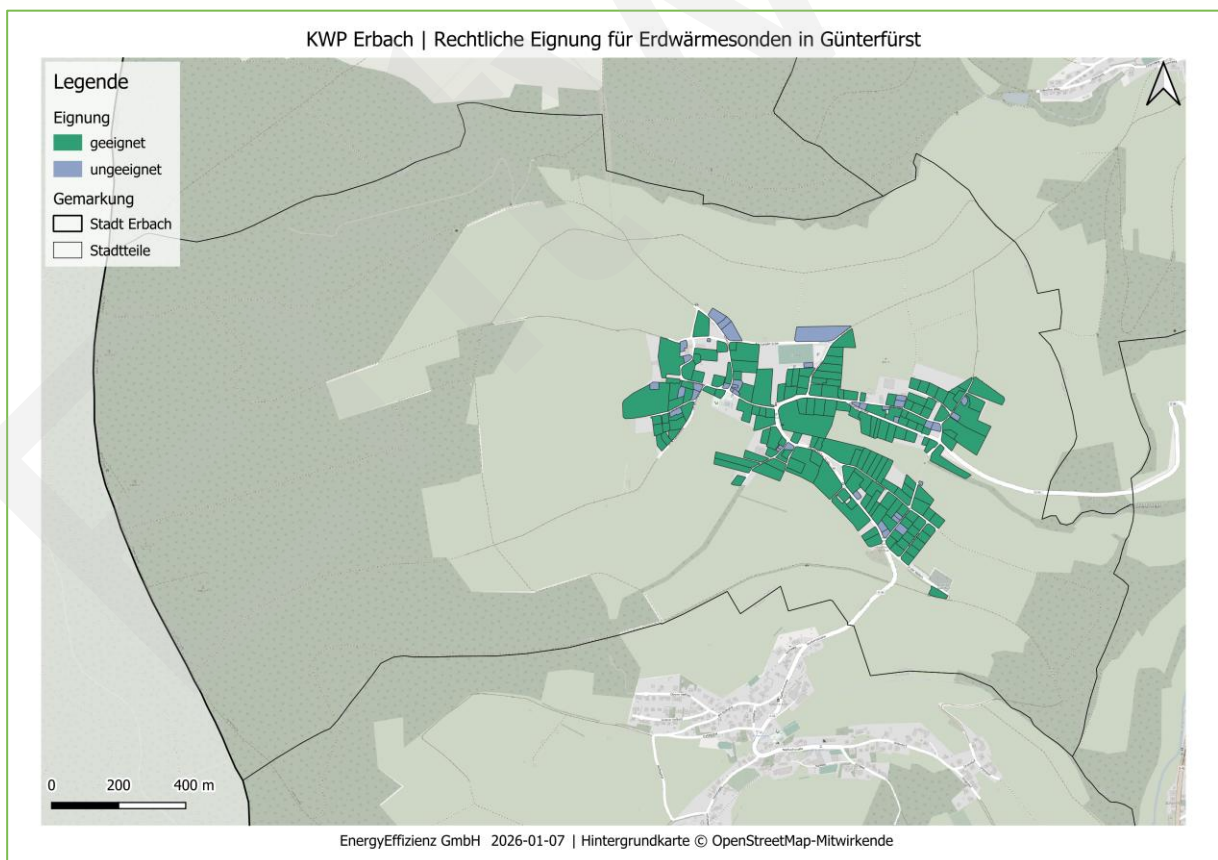 KWP Erbach | Rechtliche Eignung für Erdwärmesonden in Günterfürst
Legende
Eignung
geeignet
ungeeignet
Gemarkung
Stadt Erbach
Stadtteile
0 200 400 m
EnergyEffizienz GmbH 2026-01-07 | Hintergrundkarte © OpenStreetMap-Mitwirkende